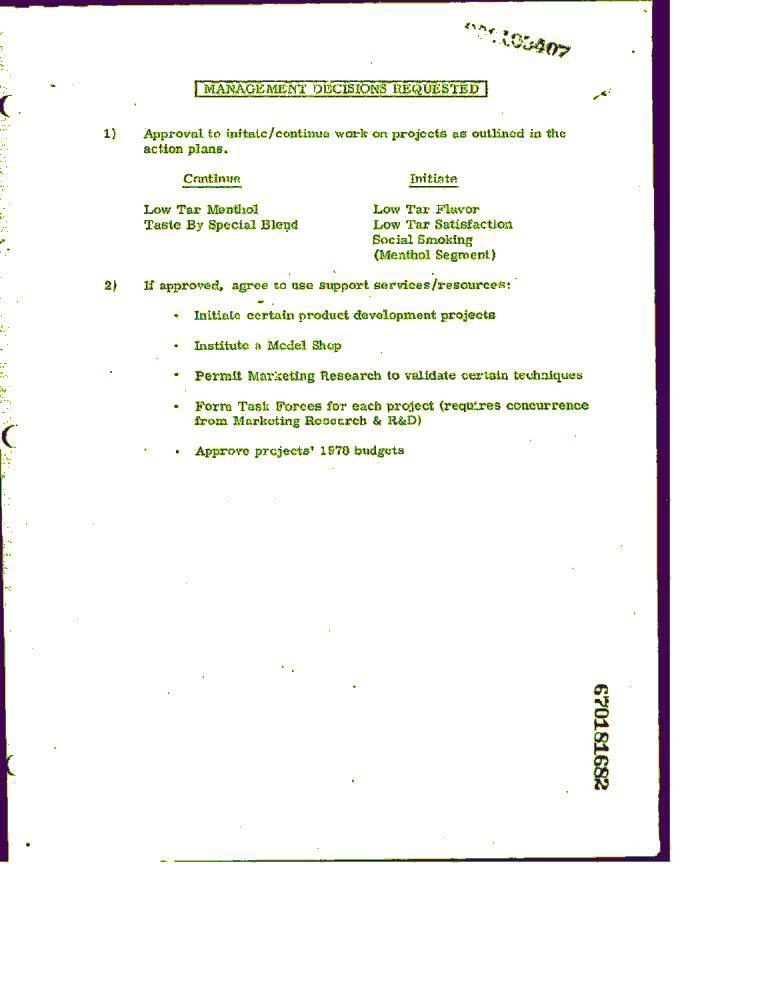 MANAGEMENT DECISIONS REQUESTED
1) Approval to initate/continue work on projects as outlined in the
action plans.
Continue Initiate
Low Tar Menthol Low Tar Flavor
Taste By Special Blend Low Tar Satisfaction
Social Smoking
(Menthol Segment)
2) If approved, agree to use support services/resources:
• Initiate certain product development projects
• Institute a Model Shop
• Permit Marketing Research to validate certain techniques
• Form Task Forces for each project (requires concurrence
from Marketing Research & R&D)
• Approve projects' 1978 budgets
670181682